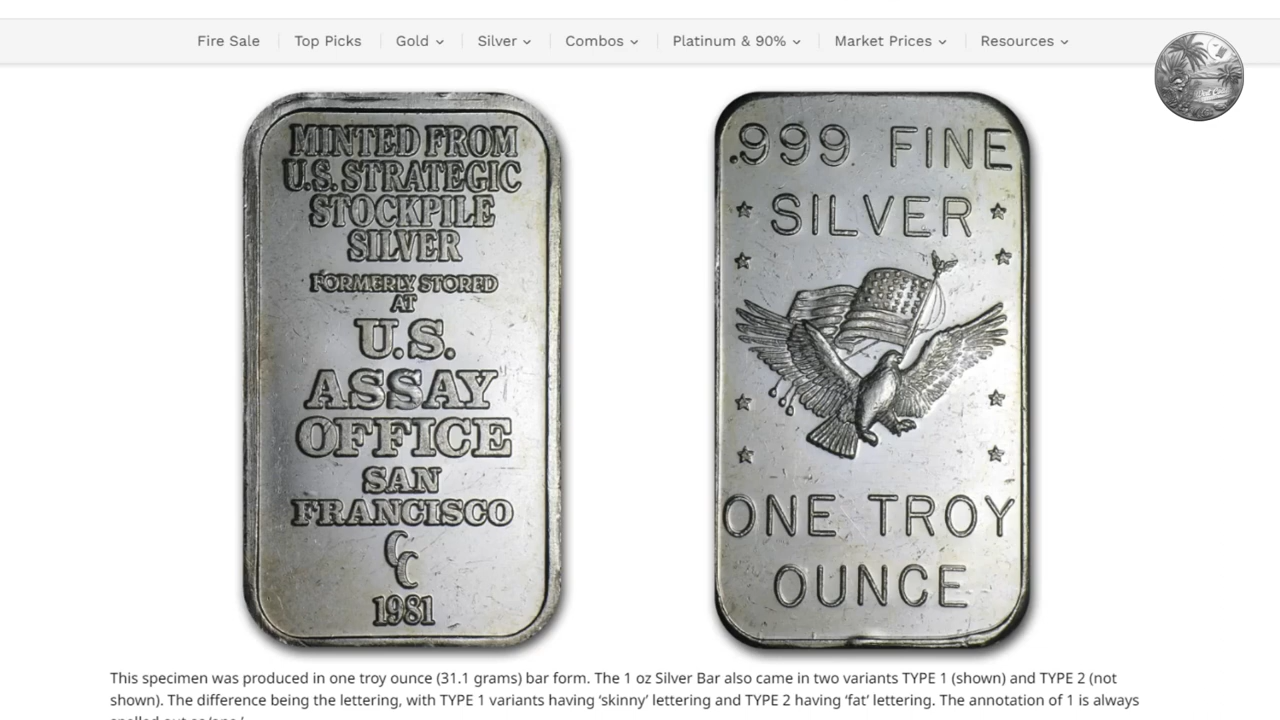 Fire Sale Top Picks Gold Silver Combos Platinum & 90% Market Prices Resources
MINTED FROM
U.S. STRATEGIC
STOCKPILE
SILVER
FORMERLY STORED
AT
U.S.
ASSAY
OFFICE
SAN
FRANCISCO
CC
1981
.999 FINE
SILVER
ONE TROY
OUNCE
This specimen was produced in one troy ounce (31.1 grams) bar form. The 1 oz Silver Bar also came in two variants TYPE 1 (shown) and TYPE 2 (not
shown). The difference being the lettering, with TYPE 1 variants having ‘skinny’ lettering and TYPE 2 having ‘fat’ lettering. The annotation of 1 is always